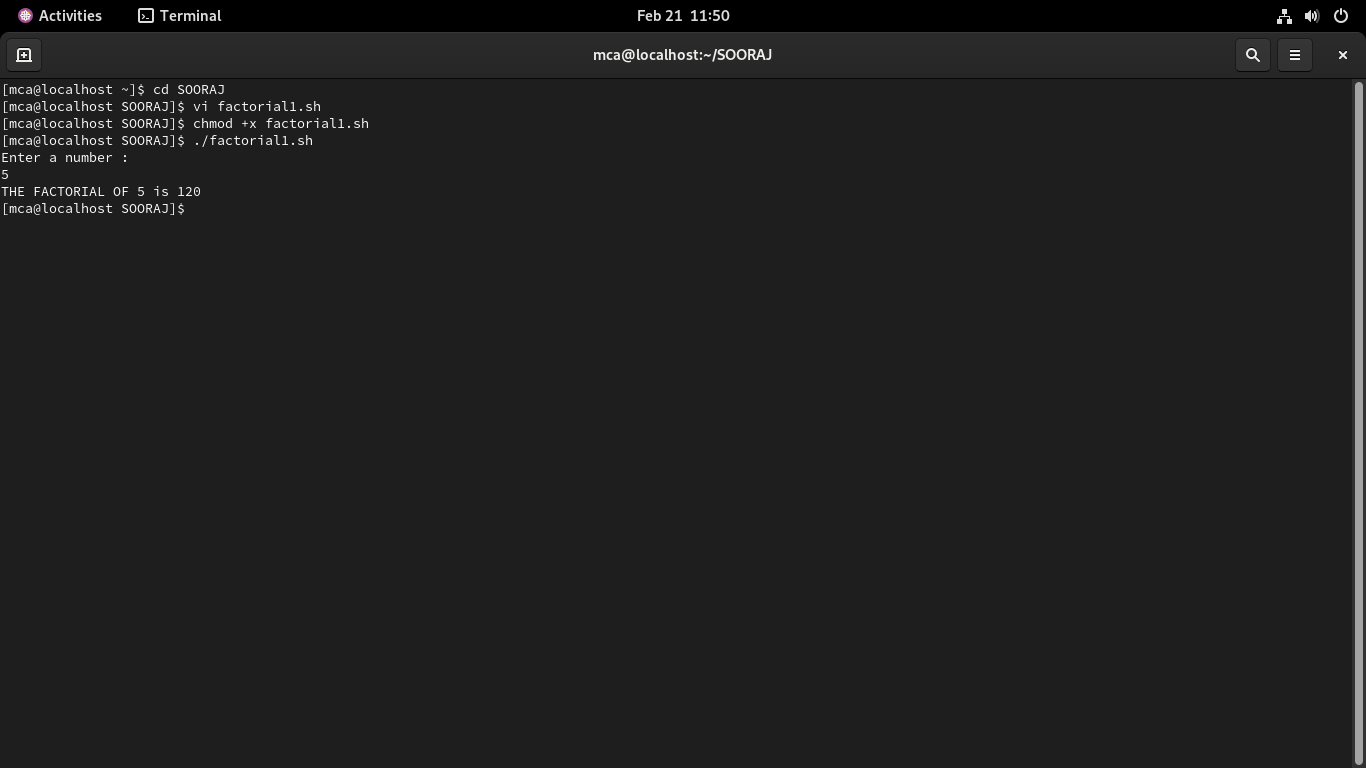 Activities Terminal Feb 21 11:50
mca@localhost:~/SOORAJ
[mca@localhost ~]$ cd SOORAJ
[mca@localhost SOORAJ]$ vi factorial1.sh
[mca@localhost SOORAJ]$ chmod +x factorial1.sh
[mca@localhost SOORAJ]$ ./factorial1.sh
Enter a number :
5
THE FACTORIAL OF 5 is 120
[mca@localhost SOORAJ]$